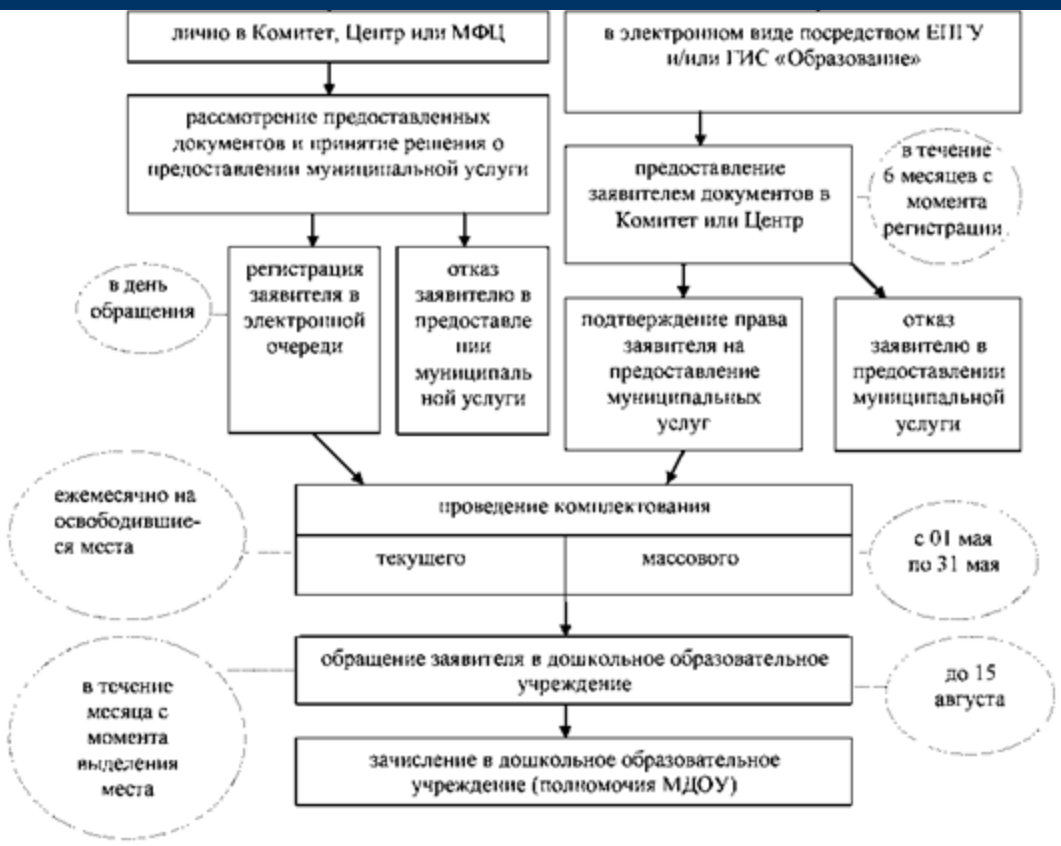 лично в Комитет, Центр или МФЦ
в электронном виде посредством ЕПГУ
и/или ГИС «Образование»
рассмотрение предоставленных
документов и принятие решения о
предоставлении муниципальной услуги
предоставление
заявителем документов в
Комитет или Центр
в течение
6 месяцев с
момента
регистрации
в день
обращения
регистрация
заявителя в
электронной
очереди
отказ
заявителю в
предоставле
нии
муниципаль
ной услуги
подтверждение права
заявителя на
предоставление
муниципальных
услуг
отказ
заявителю в
предоставлении
муниципальной
услуги
ежемесячно на
освободившие-
ся места
проведение комплектования
текущего
массового
с 01 мая
по 31 мая
обращение заявителя в дошкольное образовательное
учреждение
в течение
месяца с
момента
выделения
места
до 15
августа
зачисление в дошкольное образовательное
учреждение (полномочия МДОУ)